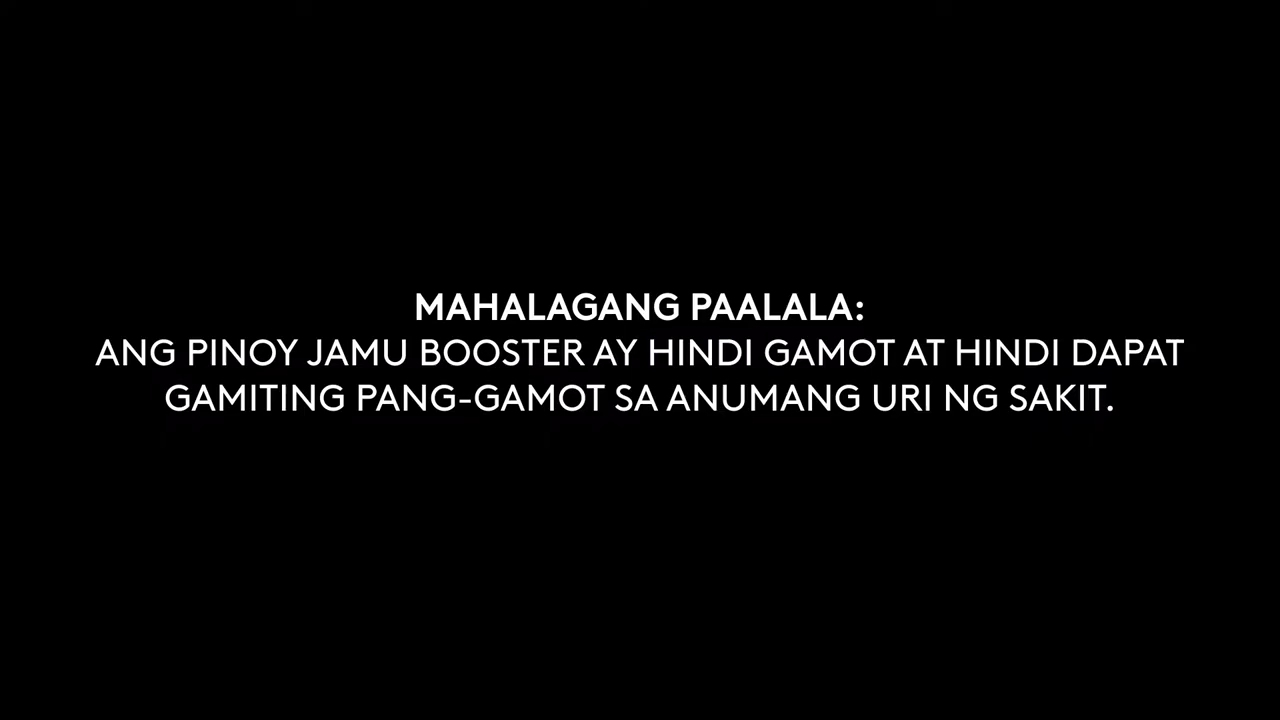 MAHALAGANG PAALALA:
ANG PINOY JAMU BOOSTER AY HINDI GAMOT AT HINDI DAPAT
GAMITING PANG-GAMOT SA ANUMANG URI NG SAKIT.